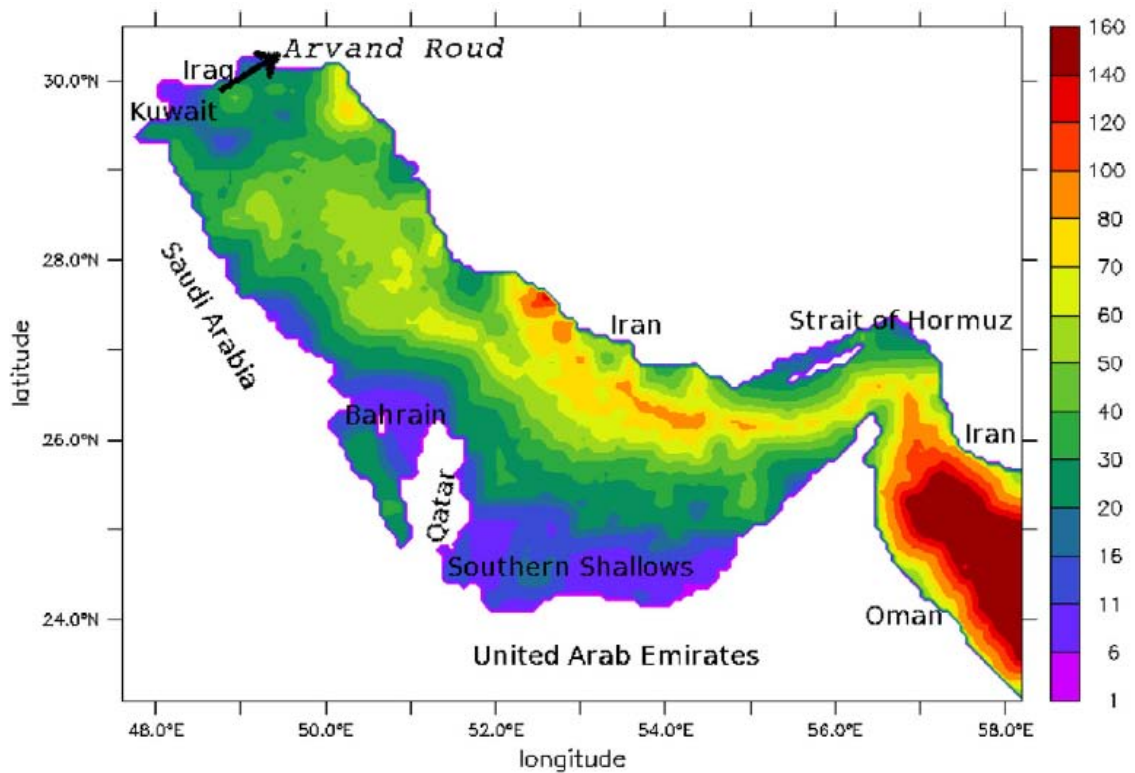 Arvand Roud
Iraq
Kuwait
Saudi Arabia
Iran
Strait of Hormuz
Bahrain
Qatar
Iran
Southern Shallows
Oman
United Arab Emirates
30.0°N
28.0°N
26.0°N
24.0°N
latitude
48.0°E 50.0°E 52.0°E 54.0°E 56.0°E 58.0°E
longitude
160
140
120
100
80
70
60
50
40
30
20
16
11
6
1